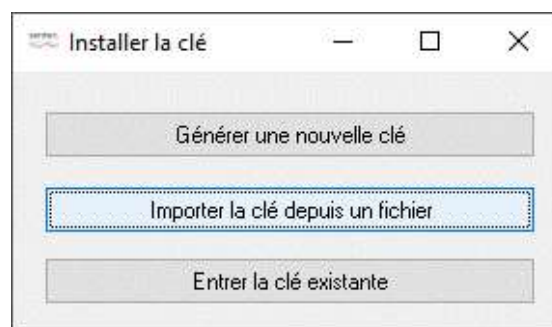 Installer la clé
Générer une nouvelle clé
Importer la clé depuis un fichier
Entrer la clé existante